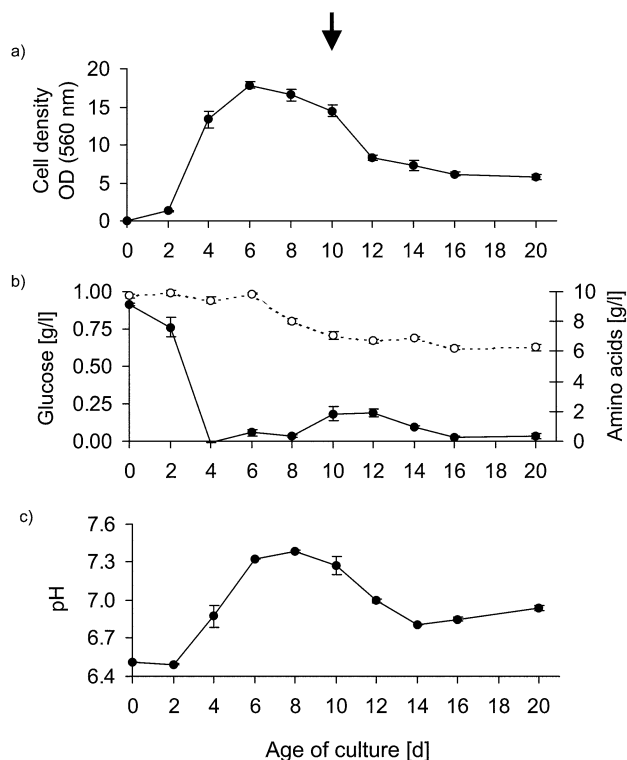 a)
Cell density
OD (560 nm)
20
15
10
5
0
0 2 4 6 8 10 12 14 16 18 20
b)
Glucose [g/l]
1.00
0.75
0.50
0.25
0.00
10
8
6
4
2
0
Amino acids [g/l]
0 2 4 6 8 10 12 14 16 18 20
c)
pH
7.6
7.3
7.0
6.7
6.4
0 2 4 6 8 10 12 14 16 18 20
Age of culture [d]